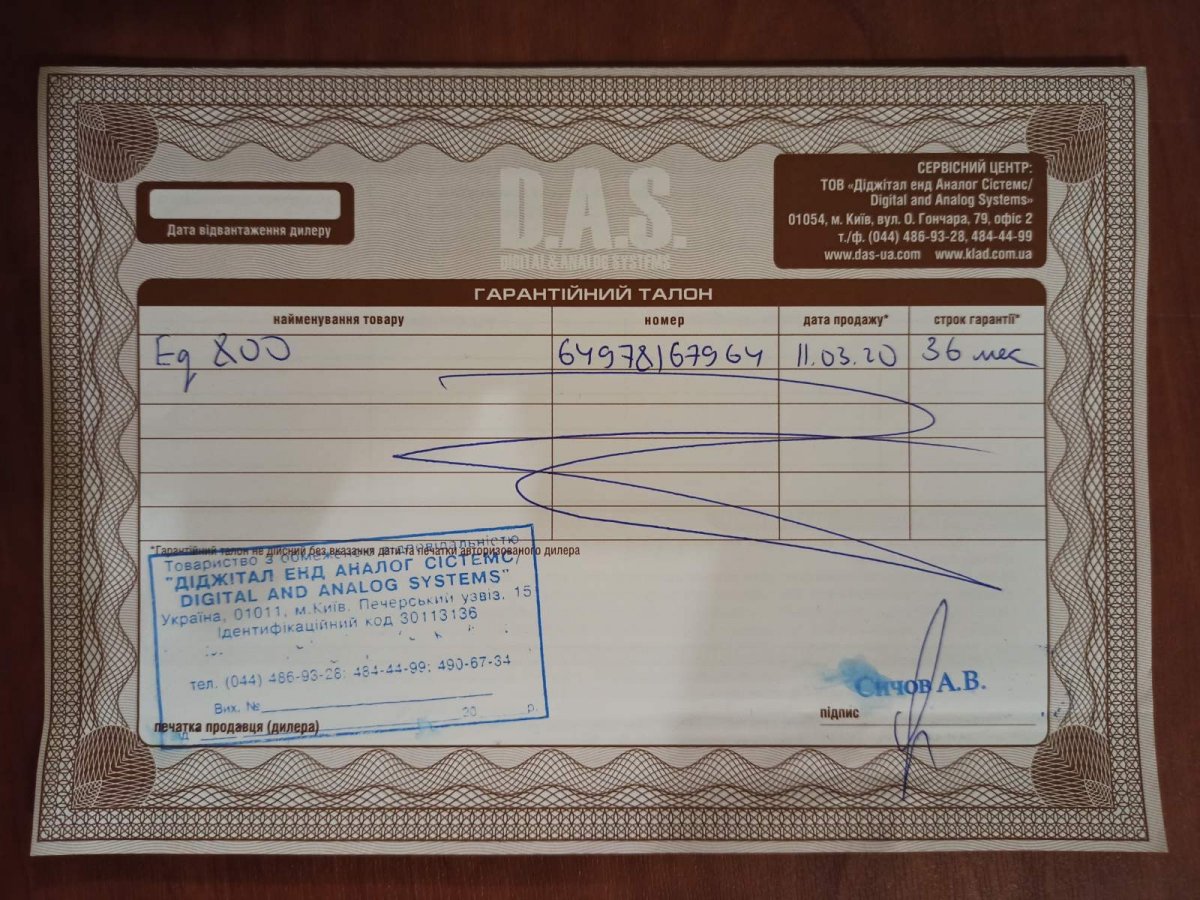 D.A.S.
DIGITAL & ANALOG SYSTEMS
Дата відвантаження дилеру
СЕРВІСНИЙ ЦЕНТР:
ТОВ «Діджітал енд Аналог Сістемс/
Digital and Analog Systems»
01054, м. Київ, вул. О. Гончара, 79, офіс 2
т./ф. (044) 486-93-28, 484-44-99
www.das-ua.com www.klad.com.ua
ГАРАНТІЙНИЙ ТАЛОН
найменування товару номер дата продажу* строк гарантії*
Eq 800 64978167964 11.03.20 36 мес
*Гарантійний талон не дійсний без вказання дати та печатки авторизованого дилера
Товариство з обмеженою відповідальністю
"ДІДЖІТАЛ ЕНД АНАЛОГ СІСТЕМС/
DIGITAL AND ANALOG SYSTEMS"
Україна, 01011, м.Київ. Печерський узвіз. 15
Ідентифікаційний код 30113136
тел. (044) 486-93-28; 484-44-99; 490-67-34
Вих. №
20 р.
печатка продавця (дилера)
Сичов А.В.
підпис